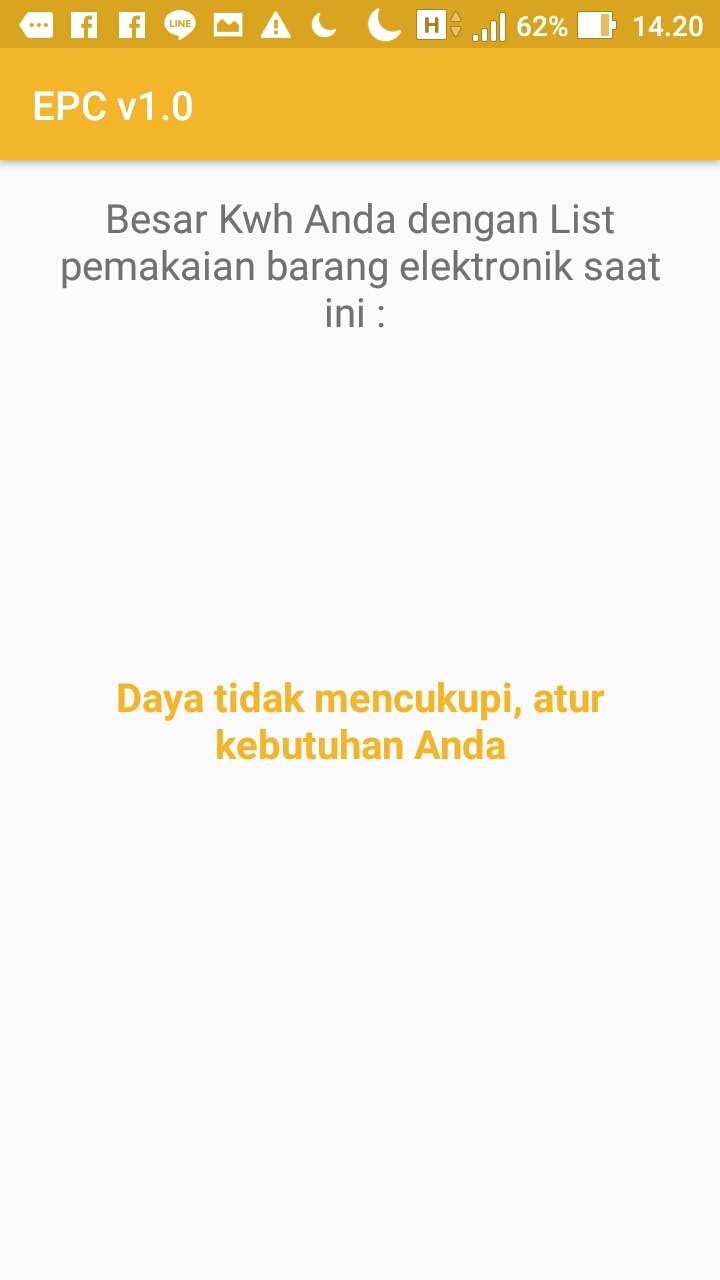 LINE
H 62% 14.20
EPC v1.0
Besar Kwh Anda dengan List
pemakaian barang elektronik saat
ini :
Daya tidak mencukupi, atur
kebutuhan Anda